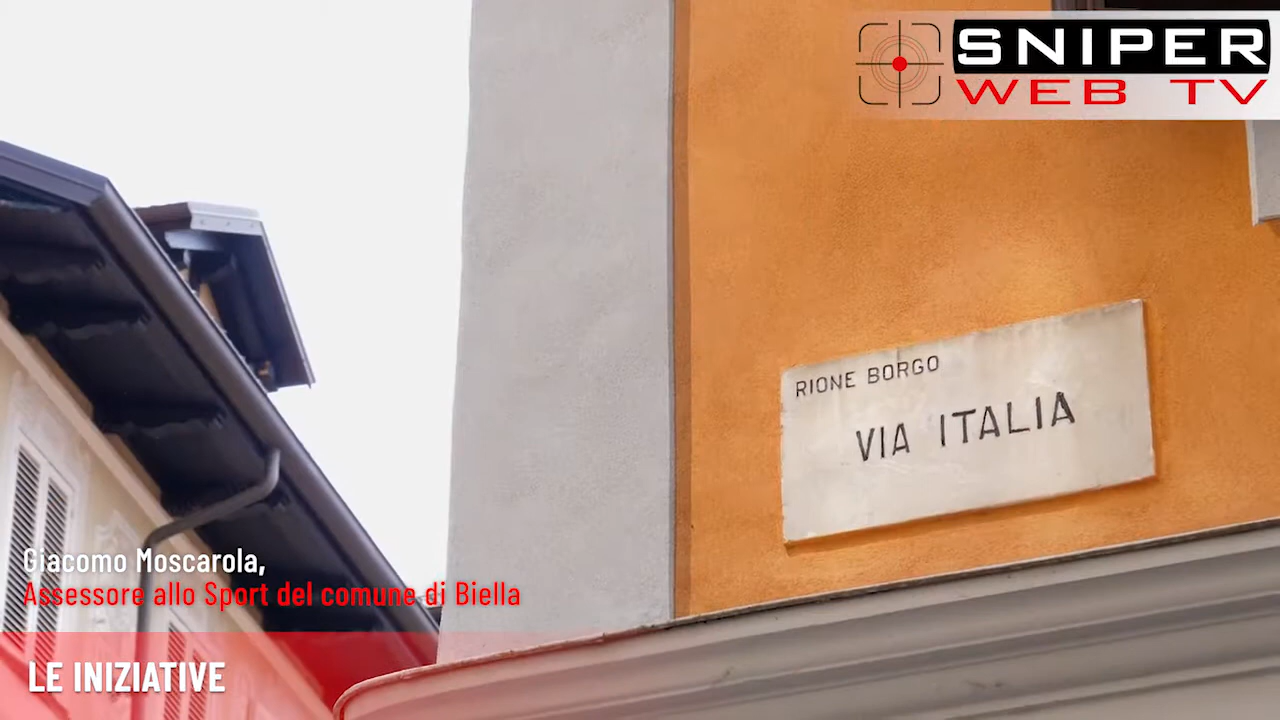 SNIPER
WEB TV
RIONE BORGO
VIA ITALIA
Giacomo Moscarola,
Assessore allo Sport del comune di Biella
LE INIZIATIVE